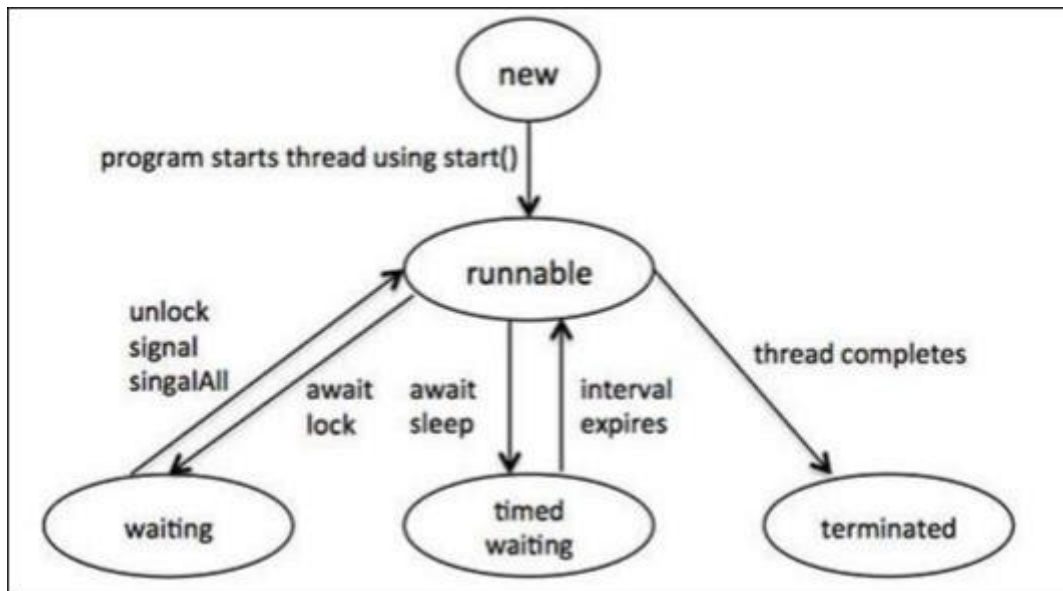 new
program starts thread using start()
runnable
unlock
signal
singalAll
await
lock
await
sleep
interval
expires
thread completes
waiting
timed
waiting
terminated